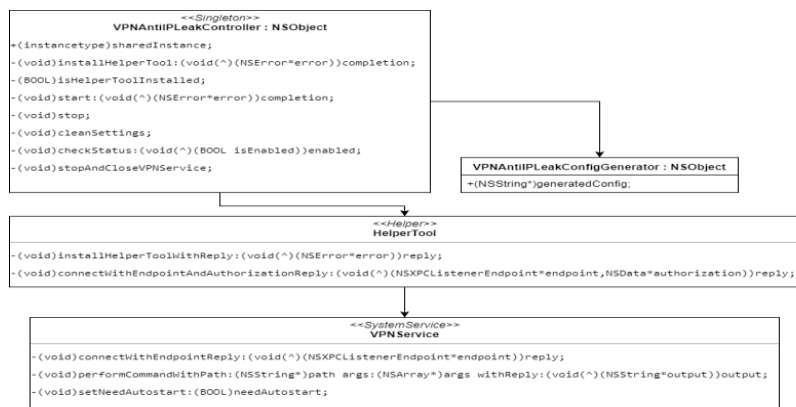 <<Singleton>>
VPNAntiIPLeakController : NSObject
+(instancetype)sharedInstance;
-(void)installHelperTool:(void(^)(NSError*error))completion;
-(BOOL)isHelperToolInstalled;
-(void)start:(void(^)(NSError*error))completion;
-(void)stop;
-(void)cleanSettings;
-(void)checkStatus:(void(^)(BOOL isEnabled))enabled;
-(void)stopAndCloseVPNService;
VPNAntiIPLeakConfigGenerator : NSObject
+(NSString*)generatedConfig;
<<Helper>>
HelperTool
-(void)installHelperToolWithReply:(void(^)(NSError*error))reply;
-(void)connectWithEndpointAndAuthorizationReply:(void(^)(NSXPCListenerEndpoint*endpoint,NSData*authorization))reply;
<<SystemService>>
VPNService
-(void)connectWithEndpointReply:(void(^)(NSXPCListenerEndpoint*endpoint))reply;
-(void)performCommandWithPath:(NSString*)path args:(NSArray*)args withReply:(void(^)(NSString*output))output;
-(void)setNeedAutostart:(BOOL)needAutostart;